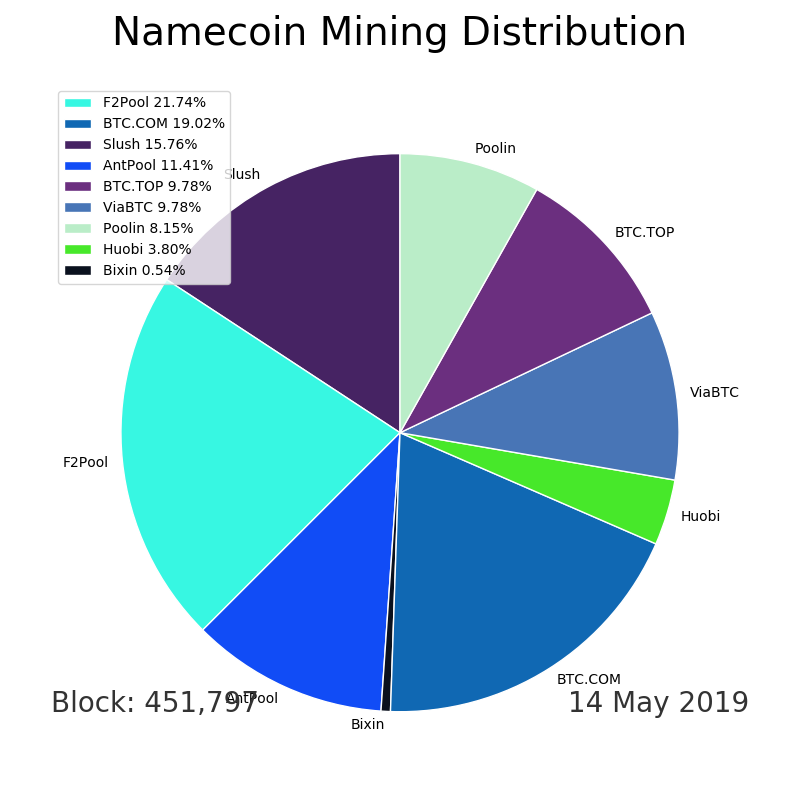 Namecoin Mining Distribution
F2Pool 21.74%
BTC.COM 19.02%
Slush 15.76%
AntPool 11.41%
BTC.TOP 9.78%
ViaBTC 9.78%
Poolin 8.15%
Huobi 3.80%
Bixin 0.54%
Slush
Poolin
BTC.TOP
ViaBTC
F2Pool
Huobi
BTC.COM
AntPool
Bixin
Block: 451,797
14 May 2019